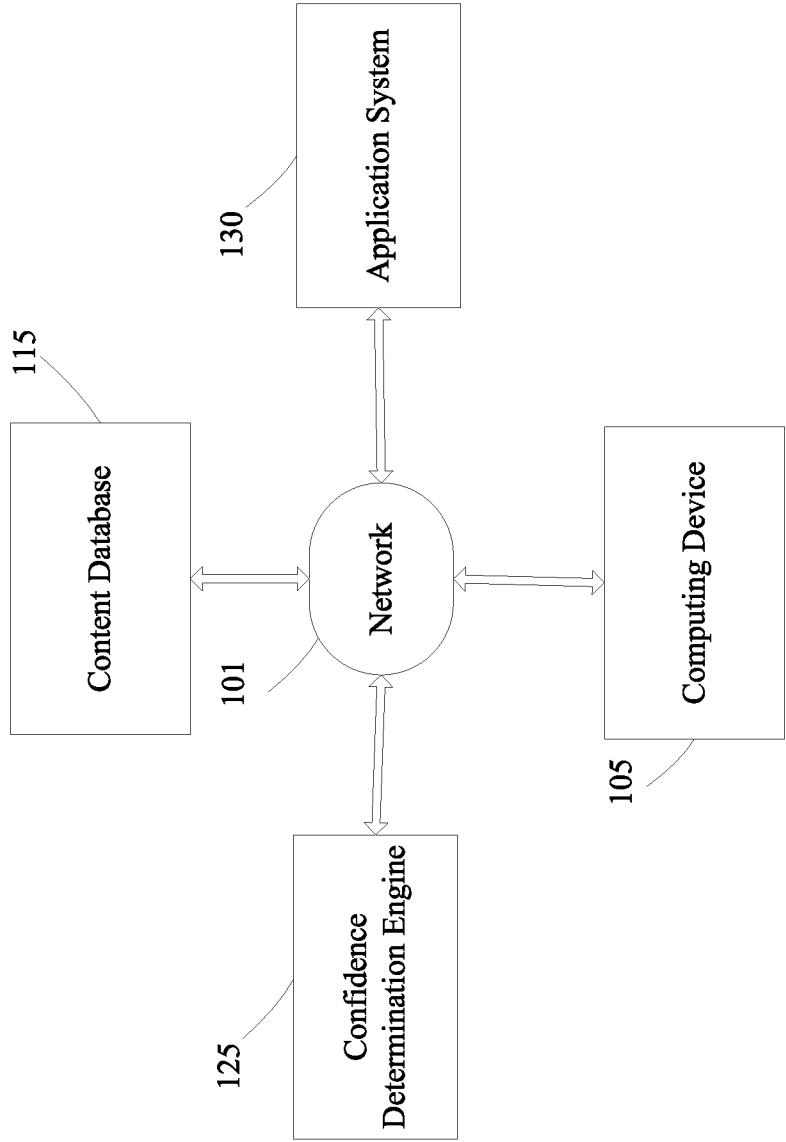 115
Content Database
130
Application System
101
Network
125
Confidence
Determination Engine
105
Computing Device